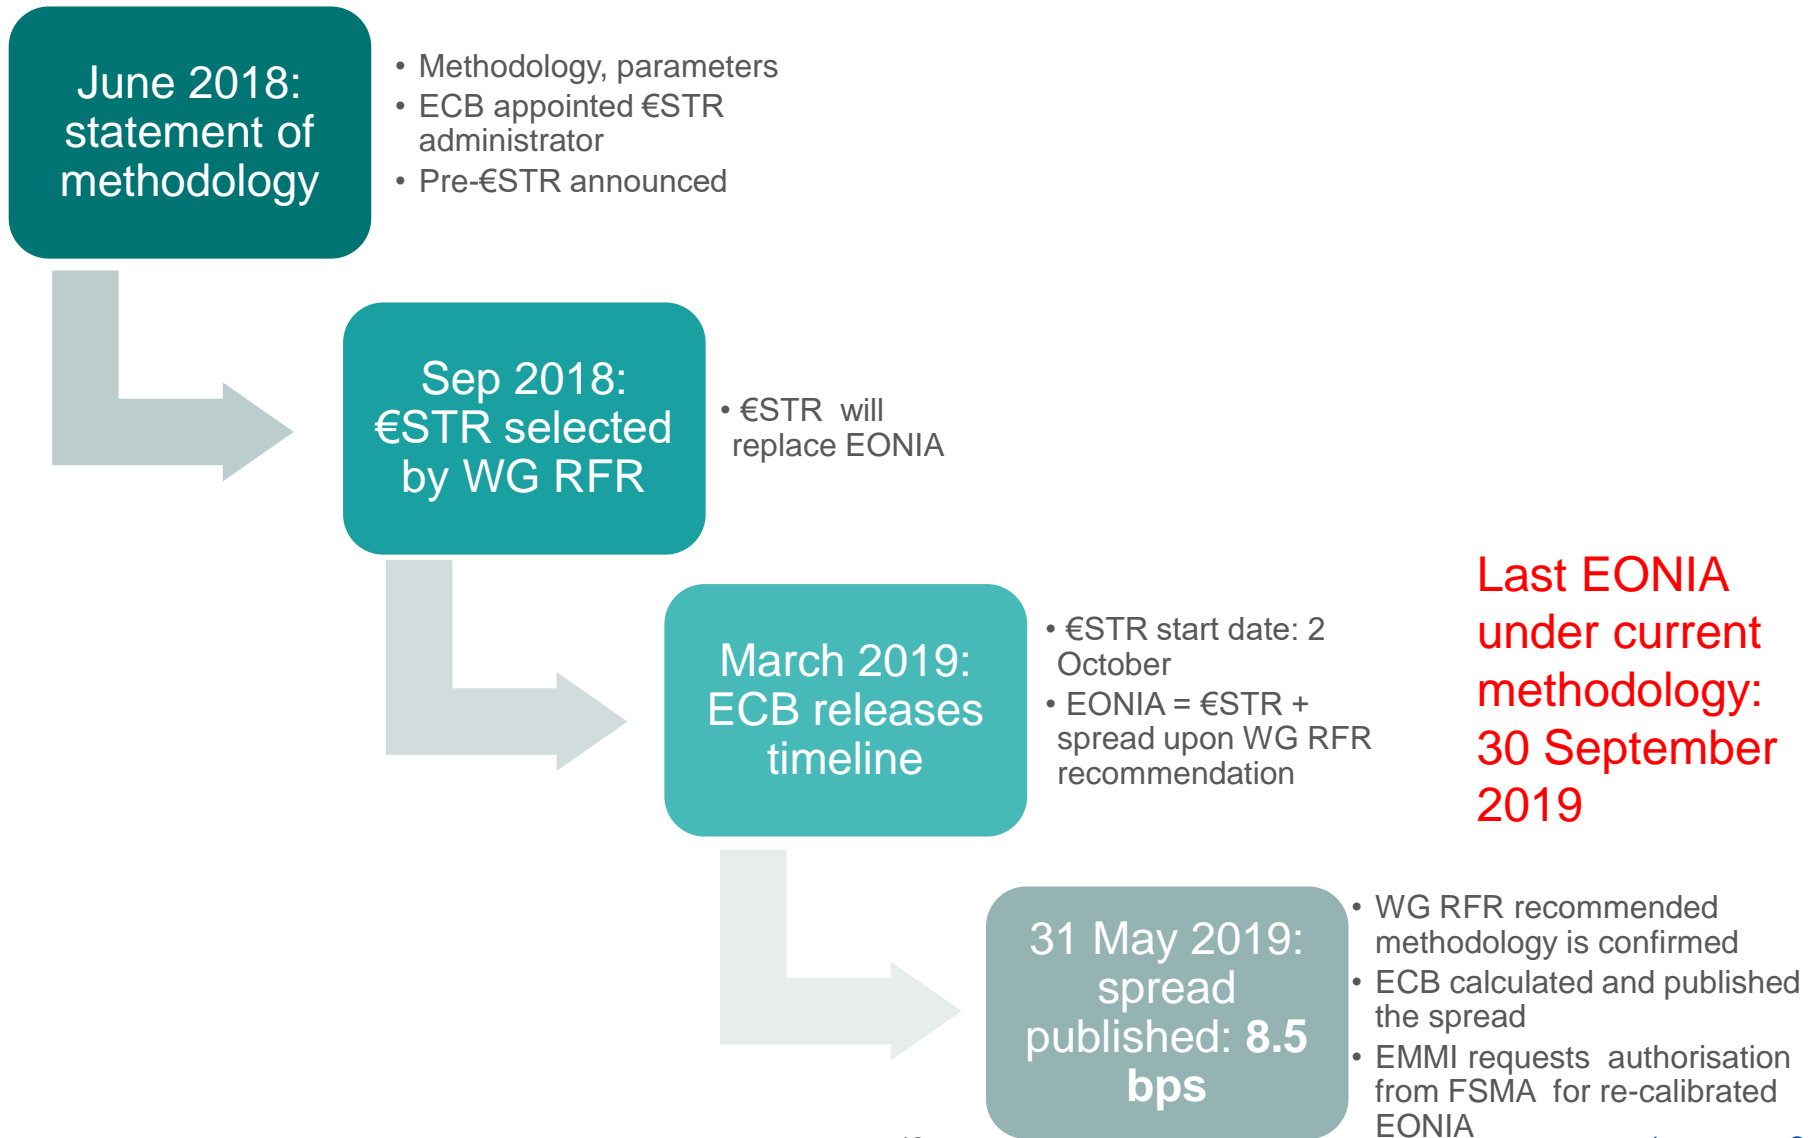 June 2018:
statement of
methodology
• Methodology, parameters
• ECB appointed €STR
administrator
• Pre-€STR announced
Sep 2018:
€STR selected
by WG RFR
• €STR will
replace EONIA
March 2019:
ECB releases
timeline
• €STR start date: 2
October
• EONIA = €STR +
spread upon WG RFR
recommendation
Last EONIA
under current
methodology:
30 September
2019
31 May 2019:
spread
published: 8.5
bps
• WG RFR recommended
methodology is confirmed
• ECB calculated and published
the spread
• EMMI requests authorisation
from FSMA for re-calibrated
EONIA